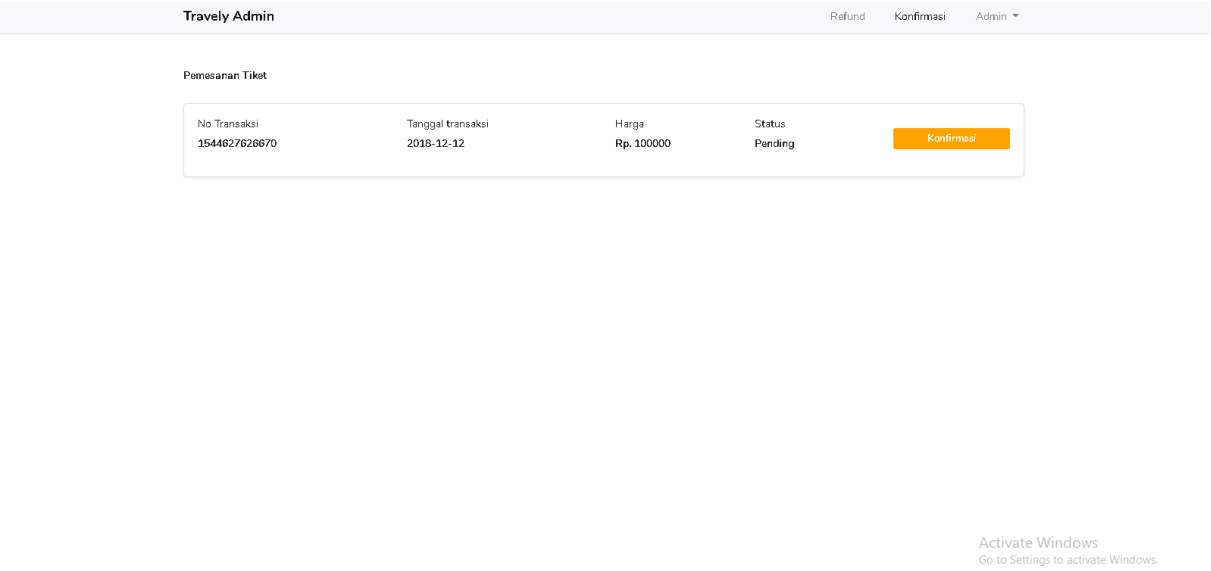 Travely Admin Refund Konfirmasi Admin
Pemesanan Tiket
No Transaksi Tanggal transaksi Harga Status
1544627626670 2018-12-12 Rp. 100000 Pending Konfirmasi
Activate Windows
Go to Settings to activate Windows.